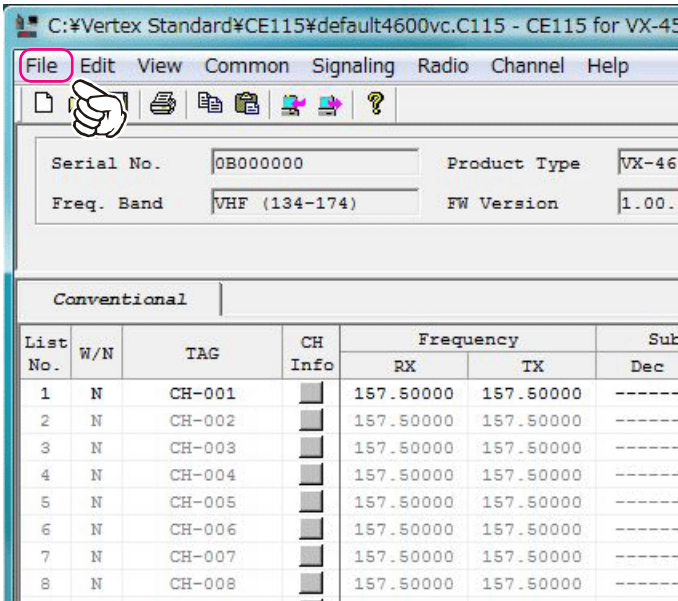 C:¥Vertex Standard¥CE115¥default4600vc.C115 - CE115 for VX-45
File Edit View Common Signaling Radio Channel Help
Serial No. 0B000000 Product Type VX-46
Freq. Band VHF (134-174) FW Version 1.00.
Conventional
List No. W/N TAG CH Info Frequency Sub
RX TX Dec
1 N CH-001 157.50000 157.50000 ------
2 N CH-002 157.50000 157.50000 ------
3 N CH-003 157.50000 157.50000 ------
4 N CH-004 157.50000 157.50000 ------
5 N CH-005 157.50000 157.50000 ------
6 N CH-006 157.50000 157.50000 ------
7 N CH-007 157.50000 157.50000 ------
8 N CH-008 157.50000 157.50000 ------